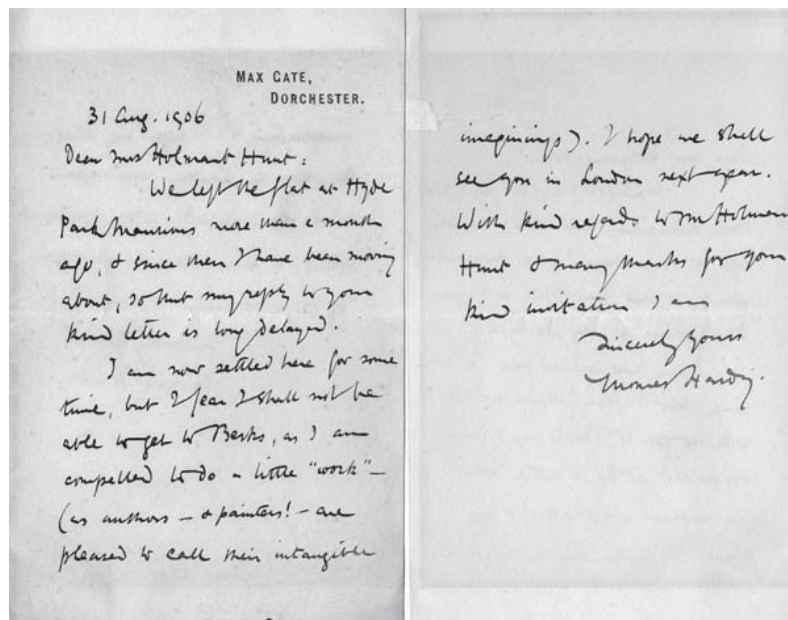 MAX GATE,
DORCHESTER.
31 Aug. 1906
Dear Mrs Holman Hunt:
We left the flat at Hyde
Park Mansions more than a month
ago, & since then I have been moving
about, so that my reply to your
kind letter is long delayed.
I am now settled here for some
time, but I fear I shall not be
able to get to Berks, as I am
compelled to do a little "work" —
(as authors — & painters! — are
pleased to call their intangible
imaginings). I hope we shall
see you in London next year.
With kind regards to Mr Holman
Hunt & many thanks for your
kind invitation I am
Sincerely yours
Thomas Hardy.